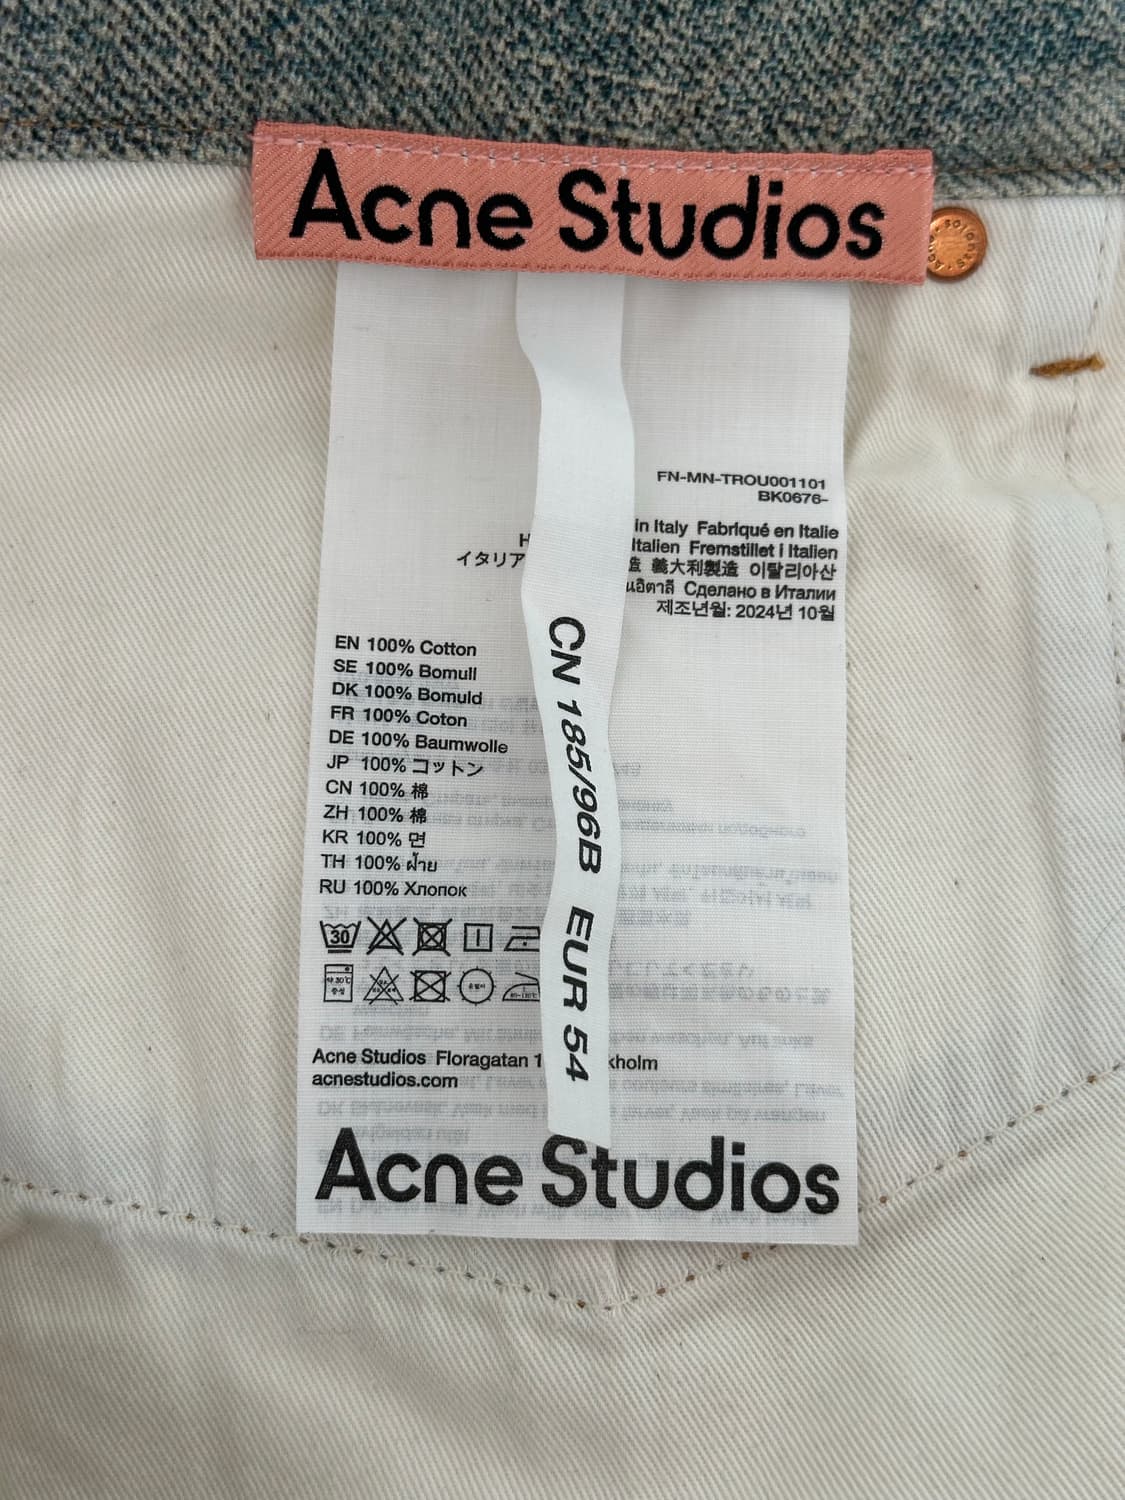 Acne Studios
FN-MN-TROU001101
BK0676-
in Italy Fabriqué en Italie
H Italien Fremstillet i Italien
イタリア 造 義大利製造 이탈리아산
Сделано в Италии
제조년월: 2024년 10월
CN 185/96B EUR 54
EN 100% Cotton
SE 100% Bomull
DK 100% Bomuld
FR 100% Coton
DE 100% Baumwolle
JP 100% コットン
CN 100% 棉
ZH 100% 棉
KR 100% 면
TH 100% ฝ้าย
RU 100% Хлопок
30
Acne Studios Floragatan 1 kholm
acnestudios.com
Acne Studios